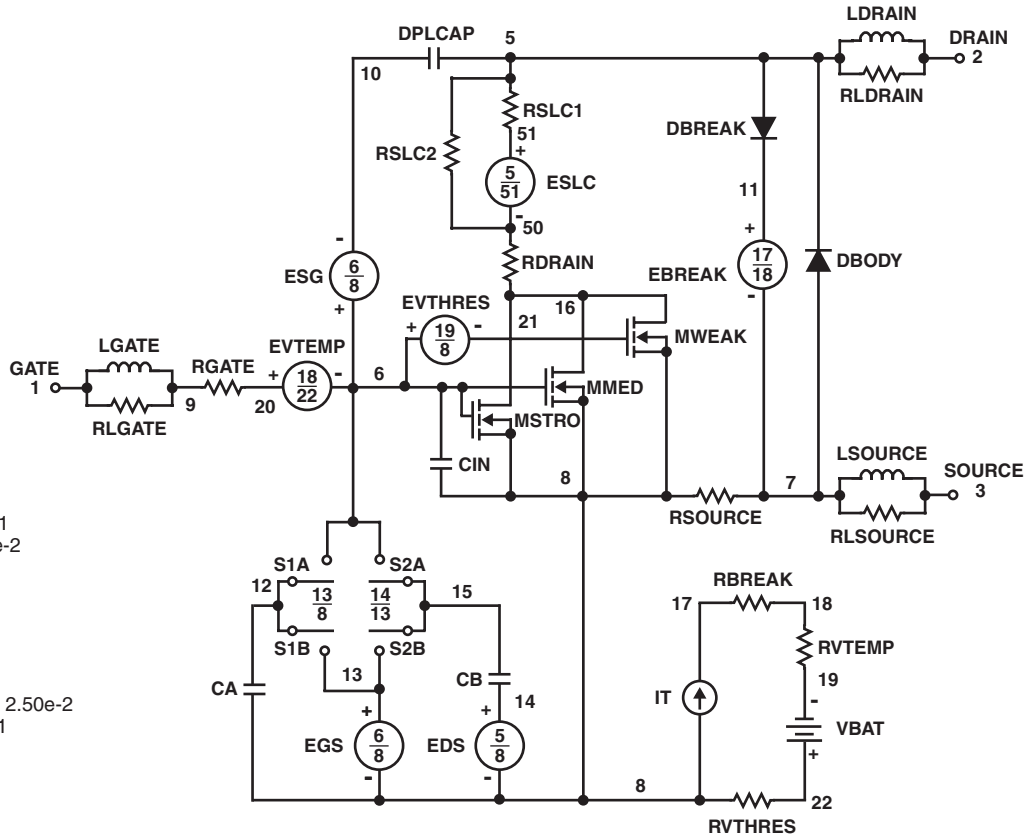 LDRAIN
DPLCAP 5 DRAIN
10 2
RSLC1 RLDRAIN
DBREAK
51
+
RSLC2
5
51
ESLC
11
-
50
-
+
17
18
RDRAIN
EBREAK DBODY
6
8
ESG
EVTHRES
16
-
+
+ 19
8 - 21
MWEAK
LGATE EVTEMP
GATE RGATE + 18
22 - 6
1
MMED
9 20
MSTRO
RLGATE
LSOURCE
CIN 8 7 SOURCE
3
RSOURCE
RLSOURCE
1
e-2
S1A S2A
12 13
8 14
13 15
RBREAK
17 18
S1B S2B
RVTEMP
13 CB
19
CA 14
IT
-
2.50e-2
+ +
VBAT
1
EGS 6
8 EDS 5
8
+
- -
8
22
RVTHRES